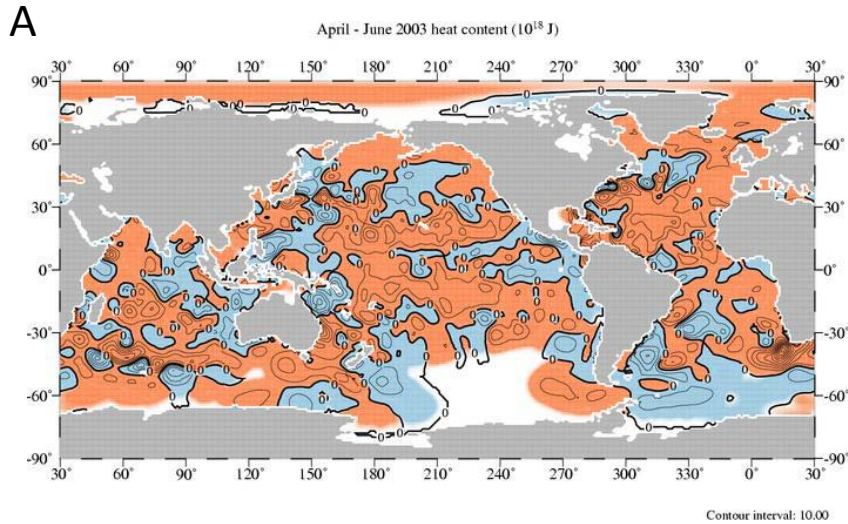 A
April - June 2003 heat content (10¹⁸ J)
30° 60° 90° 120° 150° 180° 210° 240° 270° 300° 330° 0° 30°
90° 90°
60° 60°
30° 30°
0° 0°
-30° -30°
-60° -60°
-90° -90°
30° 60° 90° 120° 150° 180° 210° 240° 270° 300° 330° 0° 30°
Contour interval: 10.00